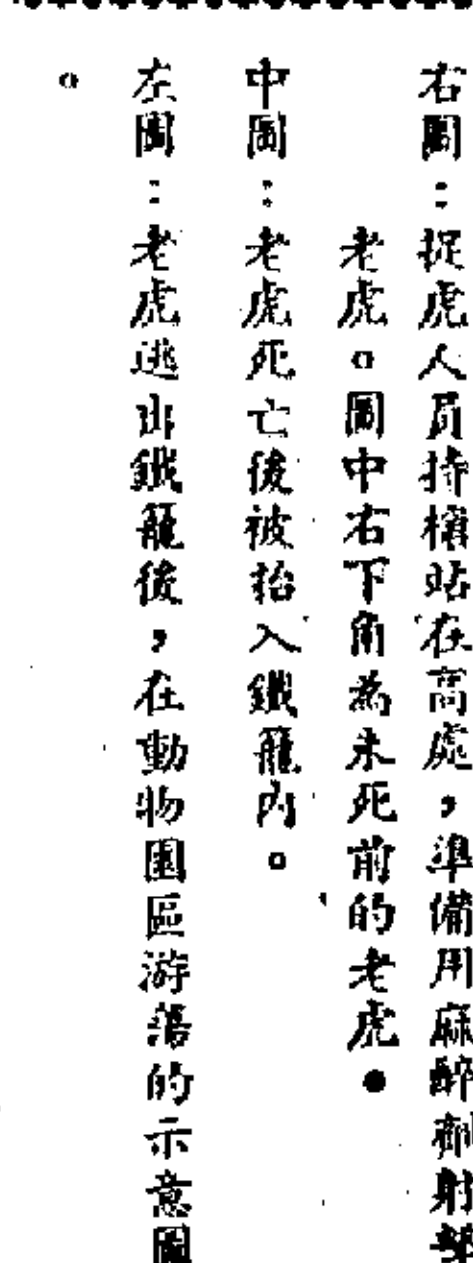 右圖：捉虎人員持槍站在高處，準備用麻醉劑射擊
老虎。圖中右下角為未死前的老虎。
中圖：老虎死亡後被抬入鐵籠內。
左圖：老虎逃出鐵籠後，在動物園區游蕩的示意圖
。